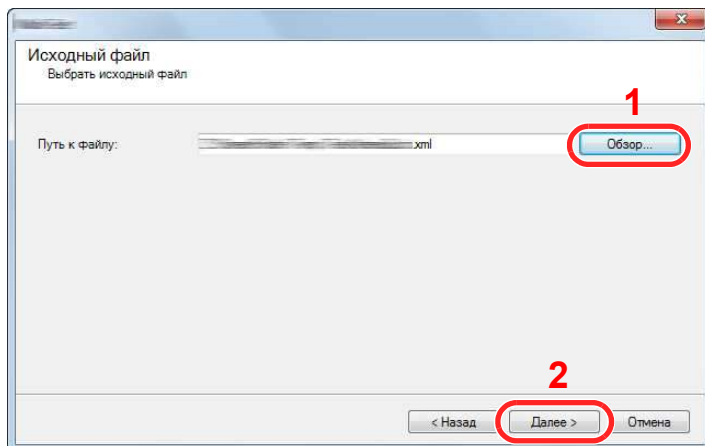 Исходный файл
Выбрать исходный файл
1
Путь к файлу: .xml Обзор...
2
< Назад Далее > Отмена